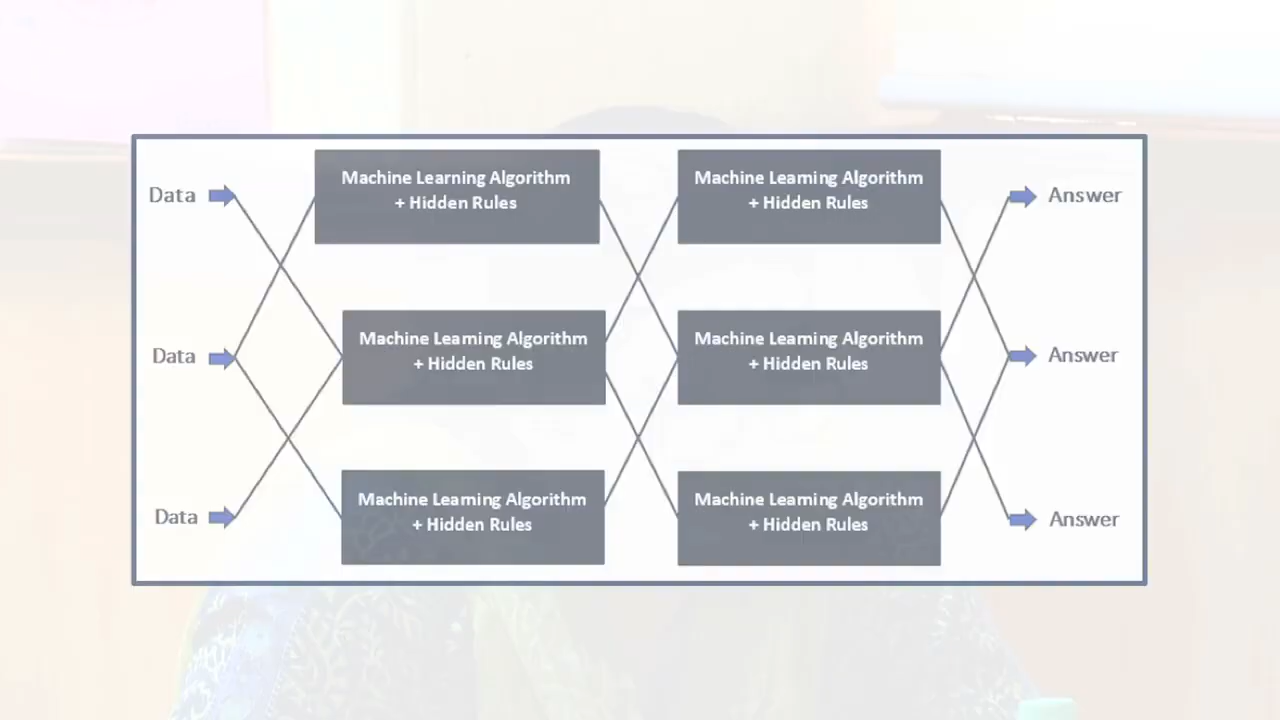 Data
Machine Learning Algorithm
+ Hidden Rules
Machine Learning Algorithm
+ Hidden Rules
Answer
Data
Machine Learning Algorithm
+ Hidden Rules
Machine Learning Algorithm
+ Hidden Rules
Answer
Data
Machine Learning Algorithm
+ Hidden Rules
Machine Learning Algorithm
+ Hidden Rules
Answer